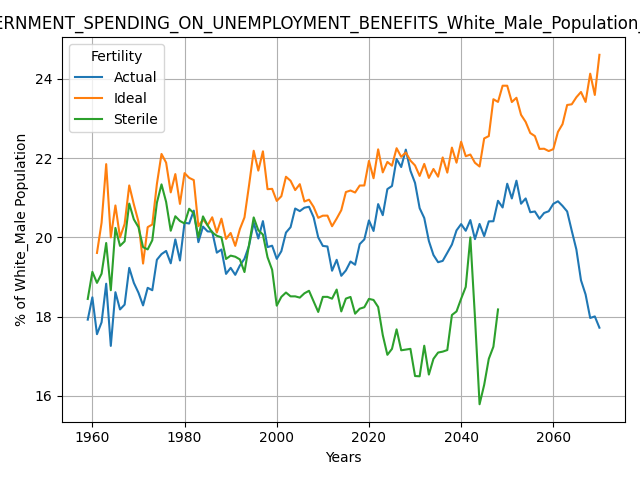 ERNMENT_SPENDING_ON_UNEMPLOYMENT_BENEFITS_White_Male_Population_
Fertility
Actual
Ideal
Sterile
24
22
20
18
16
% of White_Male Population
1960
1980
2000
2020
2040
2060
Years